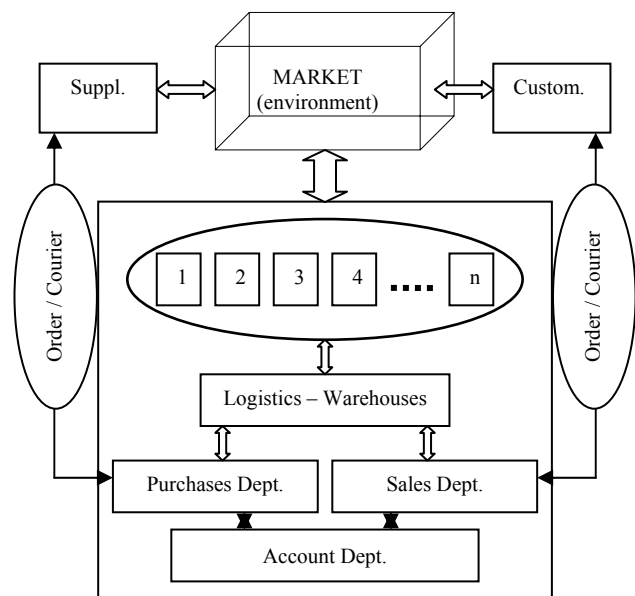 MARKET
(environment)
Suppl.
Custom.
Order / Courier
1 2 3 4 .... n
Order / Courier
Logistics – Warehouses
Purchases Dept.
Sales Dept.
Account Dept.